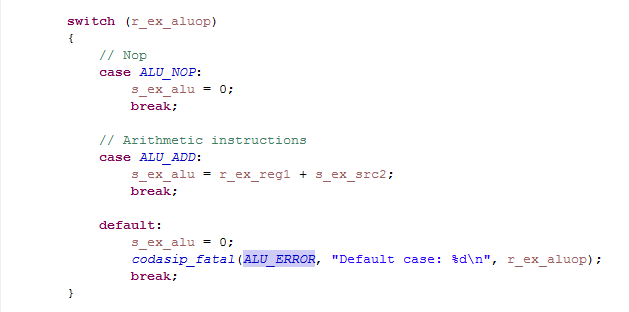 switch (r_ex_aluop)
{
// Nop
case ALU_NOP:
s_ex_alu = 0;
break;
// Arithmetic instructions
case ALU_ADD:
s_ex_alu = r_ex_reg1 + s_ex_src2;
break;
default:
s_ex_alu = 0;
codasip_fatal(ALU_ERROR, "Default case: %d\n", r_ex_aluop);
break;
}